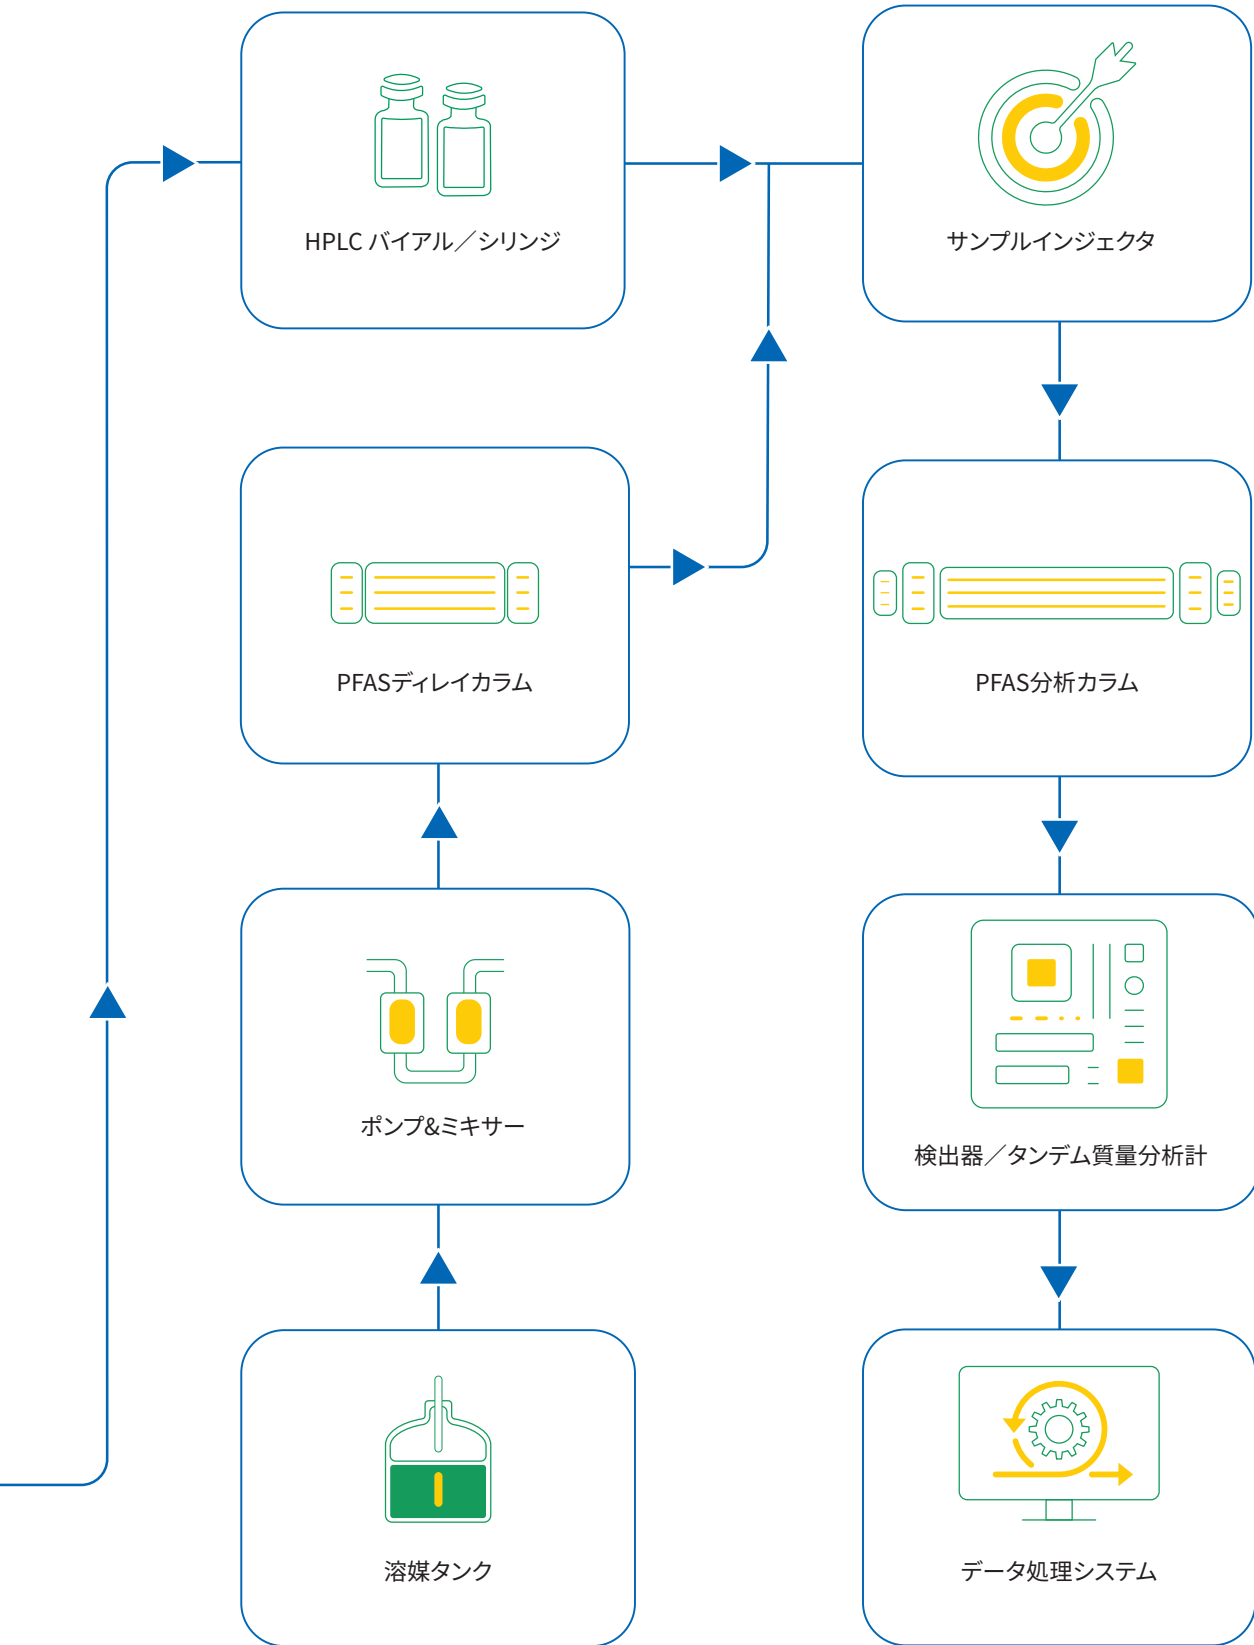 HPLC バイアル／シリンジ
サンプルインジェクタ
PFASディレイカラム
PFAS分析カラム
ポンプ&ミキサー
検出器／タンデム質量分析計
溶媒タンク
データ処理システム